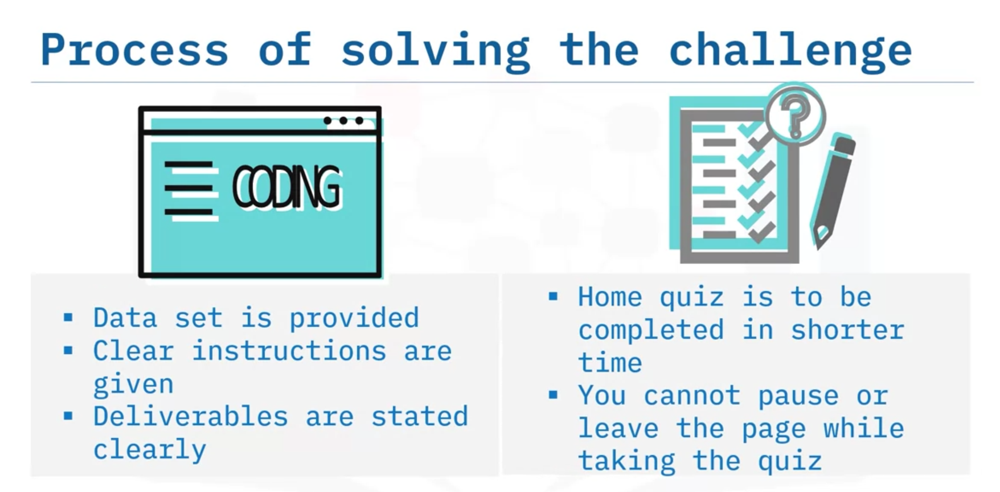 Process of solving the challenge
CODING
▪ Data set is provided
▪ Clear instructions are
given
▪ Deliverables are stated
clearly
?
▪ Home quiz is to be
completed in shorter
time
▪ You cannot pause or
leave the page while
taking the quiz